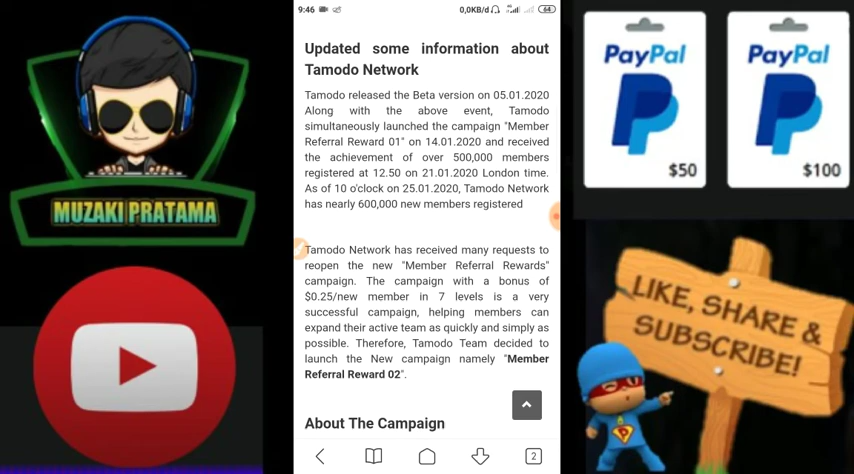 MUZAKI PRATAMA
9:46
0,0KB/d
4G
64
Updated some information about
Tamodo Network
Tamodo released the Beta version on 05.01.2020
Along with the above event, Tamodo
simultaneously launched the campaign "Member
Referral Reward 01" on 14.01.2020 and received
the achievement of over 500,000 members
registered at 12.50 on 21.01.2020 London time.
As of 10 o'clock on 25.01.2020, Tamodo Network
has nearly 600,000 new members registered
Tamodo Network has received many requests to
reopen the new "Member Referral Rewards"
campaign. The campaign with a bonus of
$0.25/new member in 7 levels is a very
successful campaign, helping members can
expand their active team as quickly and simply as
possible. Therefore, Tamodo Team decided to
launch the New campaign namely "Member
Referral Reward 02".
About The Campaign
2
PayPal
$50
PayPal
$100
LIKE, SHARE &
SUBSCRIBE!
P